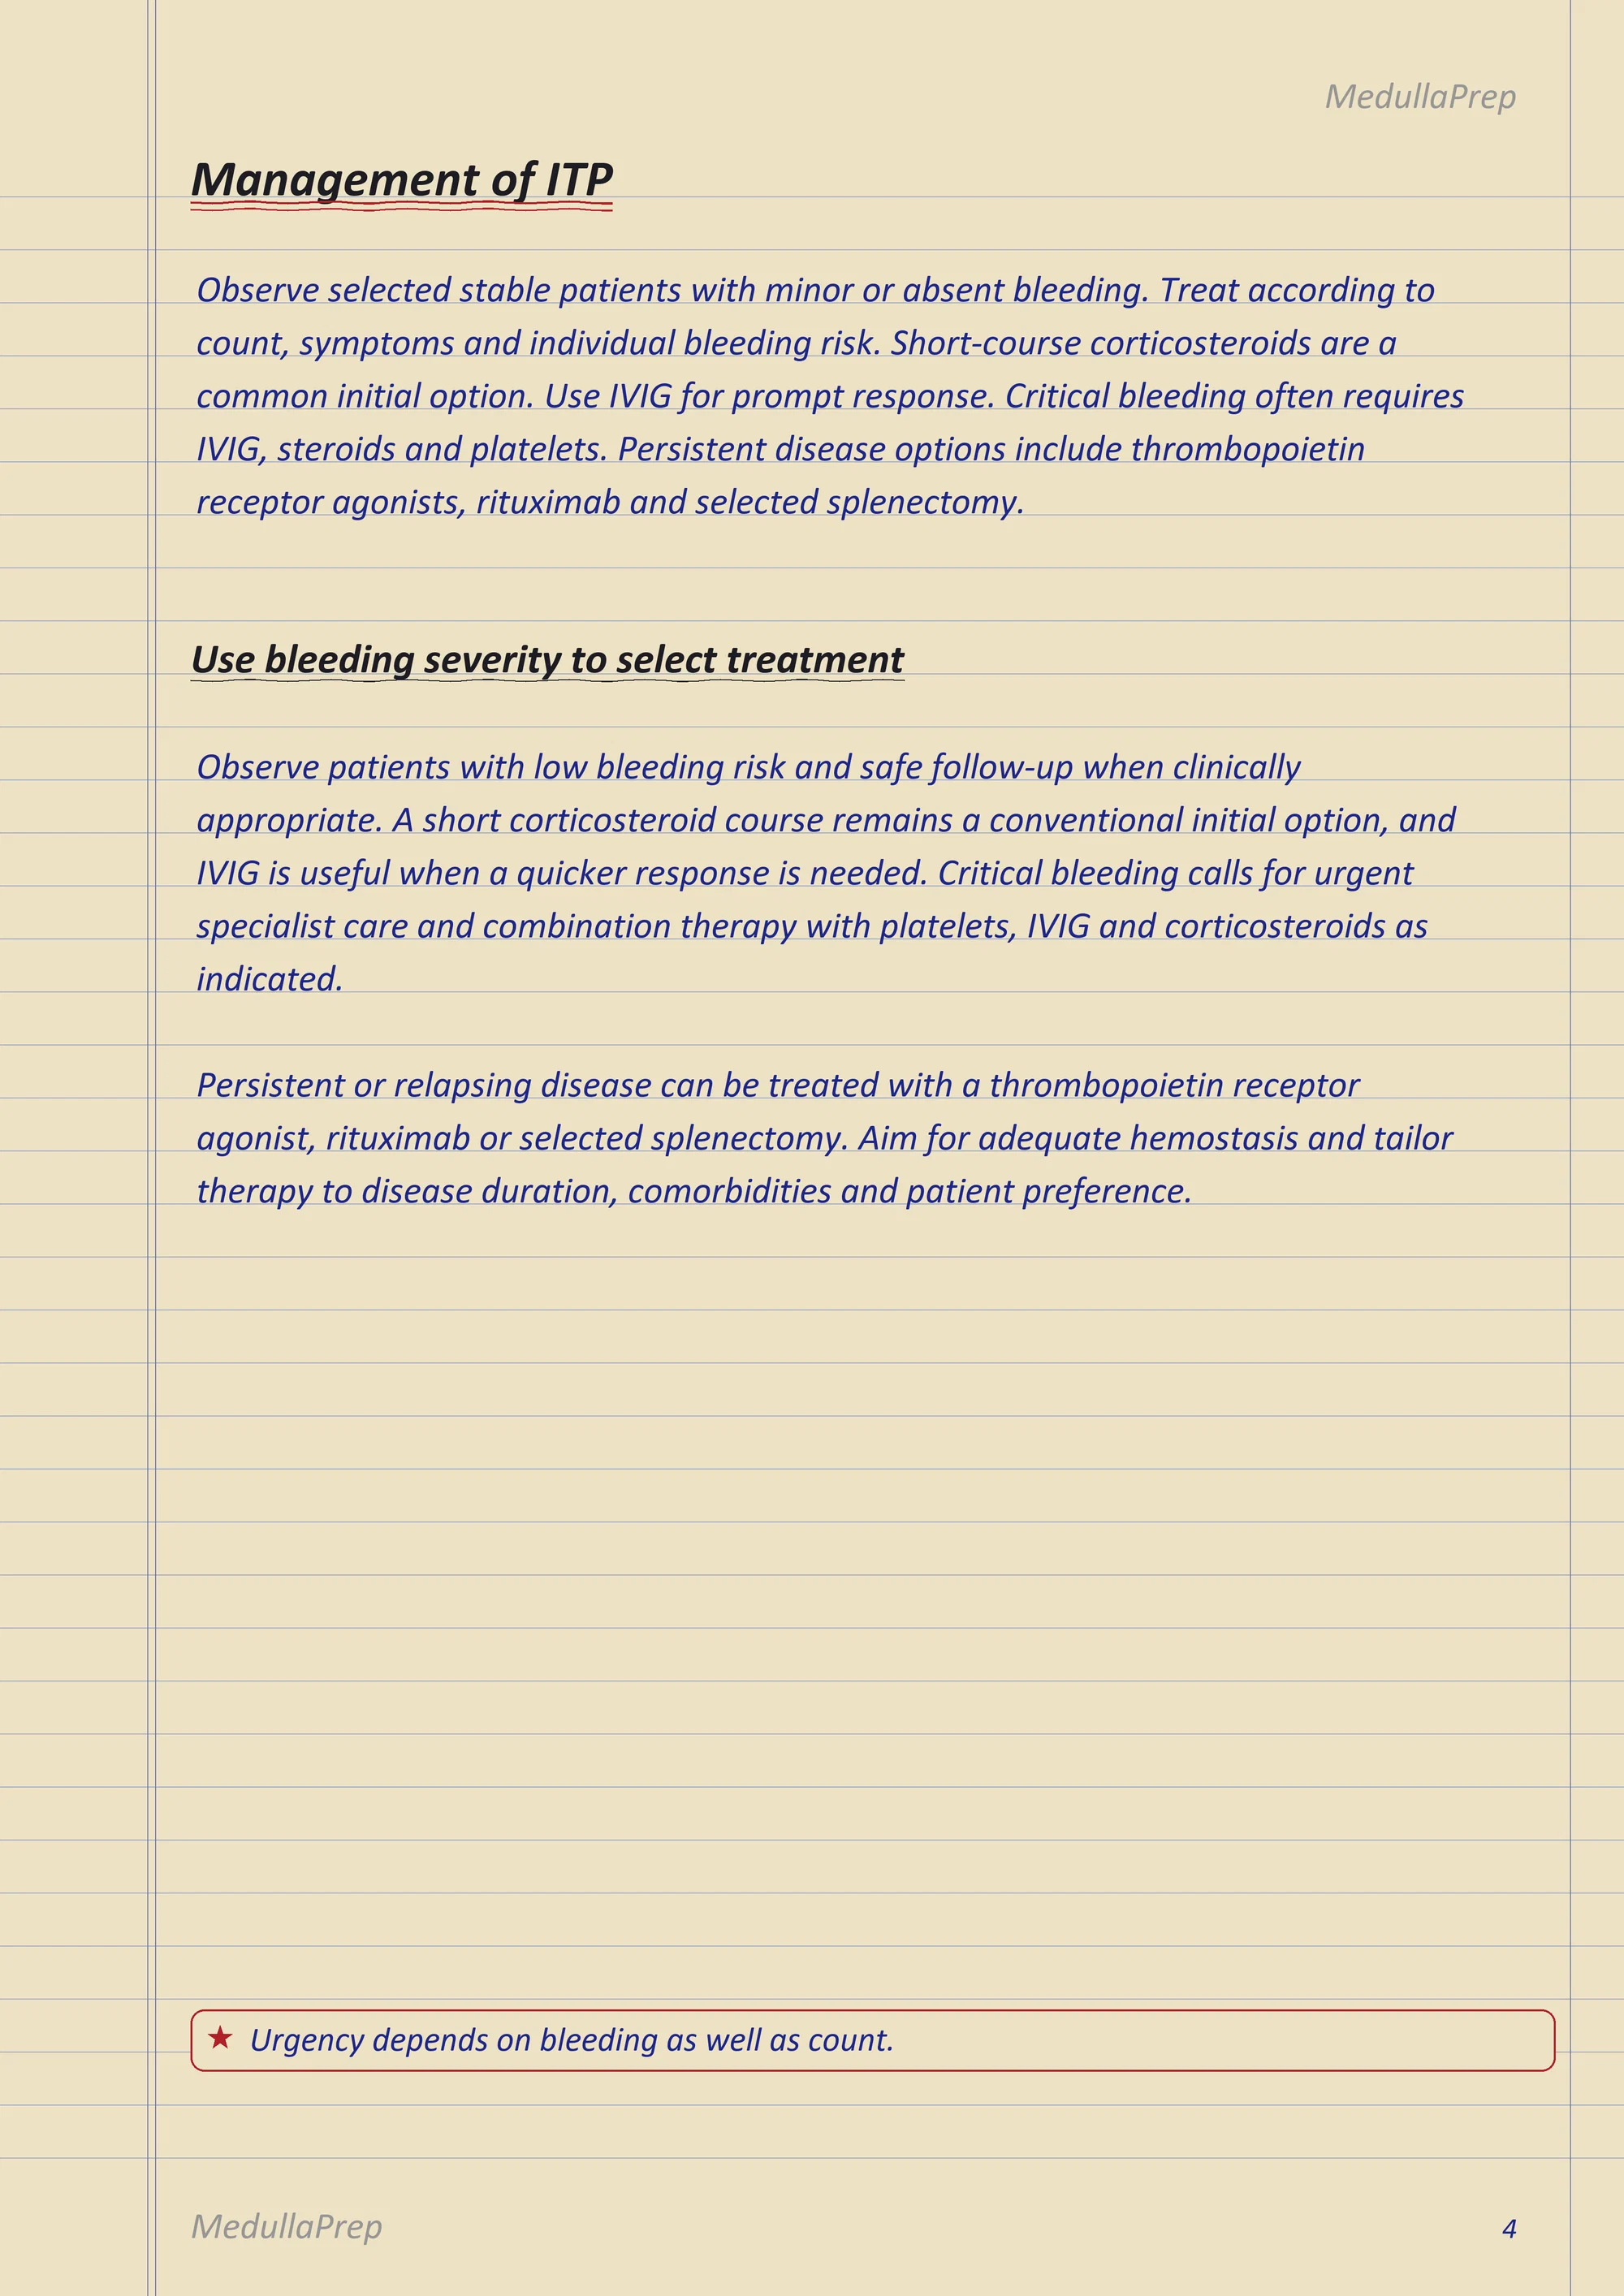 MedullaPrep
Management of ITP
Observe selected stable patients with minor or absent bleeding. Treat according to
count, symptoms and individual bleeding risk. Short-course corticosteroids are a
common initial option. Use IVIG for prompt response. Critical bleeding often requires
IVIG, steroids and platelets. Persistent disease options include thrombopoietin
receptor agonists, rituximab and selected splenectomy.
Use bleeding severity to select treatment
Observe patients with low bleeding risk and safe follow-up when clinically
appropriate. A short corticosteroid course remains a conventional initial option, and
IVIG is useful when a quicker response is needed. Critical bleeding calls for urgent
specialist care and combination therapy with platelets, IVIG and corticosteroids as
indicated.
Persistent or relapsing disease can be treated with a thrombopoietin receptor
agonist, rituximab or selected splenectomy. Aim for adequate hemostasis and tailor
therapy to disease duration, comorbidities and patient preference.
★ Urgency depends on bleeding as well as count.
MedullaPrep
4